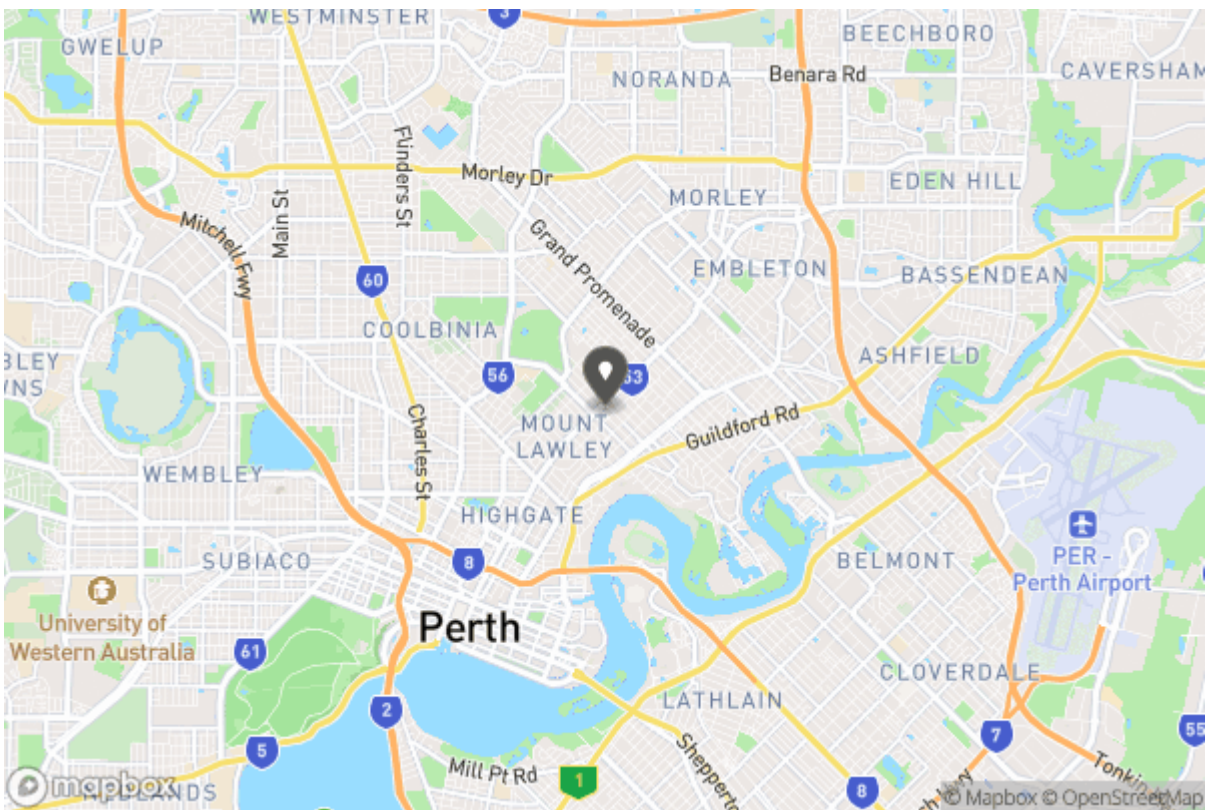 WESTMINSTER
3
GWELUP
BEECHBORO
NORANDA
Benara Rd
CAVERSHAM
Flinders St
Morley Dr
MORLEY
EDEN HILL
Main St
Mitchell Fwy
Grand Promenade
EMBLETON
BASSENDEAN
60
COOLBINIA
BLEY
WNS
56
53
ASHFIELD
Charles St
MOUNT
LAWLEY
Guildford Rd
WEMBLEY
HIGHGATE
SUBIACO
8
BELMONT
PER -
Perth Airport
University of
Western Australia
Perth
61
CLOVERDALE
LATHLAIN
2
5
7
55
Mill Pt Rd
1
8
mapbox
© Mapbox © OpenStreetMap